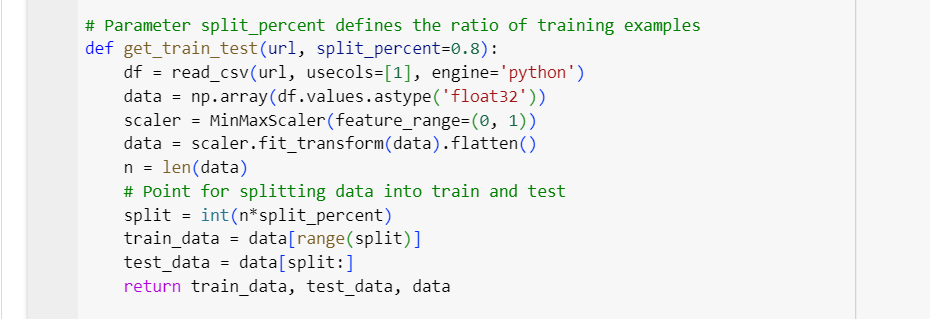 # Parameter split_percent defines the ratio of training examples
def get_train_test(url, split_percent=0.8):
    df = read_csv(url, usecols=[1], engine='python')
    data = np.array(df.values.astype('float32'))
    scaler = MinMaxScaler(feature_range=(0, 1))
    data = scaler.fit_transform(data).flatten()
    n = len(data)
    # Point for splitting data into train and test
    split = int(n*split_percent)
    train_data = data[range(split)]
    test_data = data[split:]
    return train_data, test_data, data